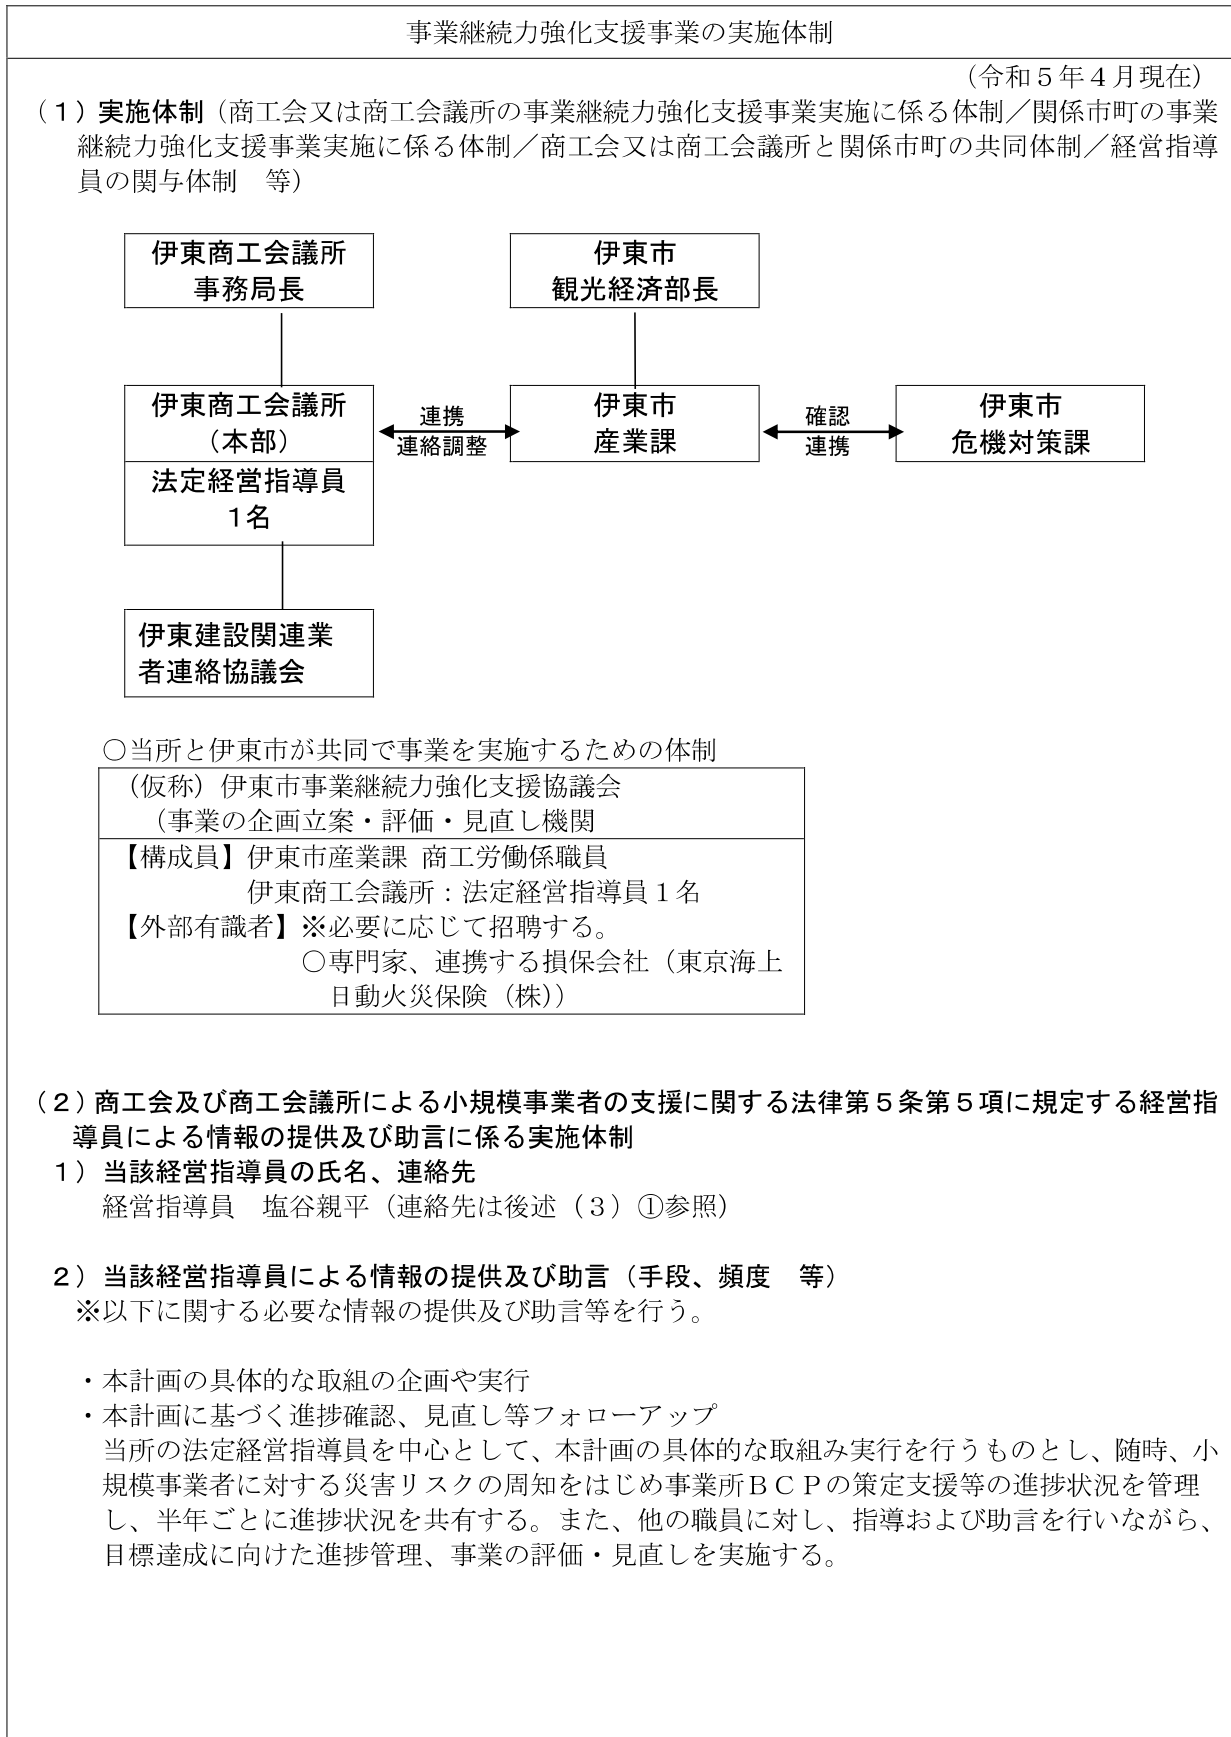 事業継続力強化支援事業の実施体制
（令和５年４月現在）
（１）実施体制（商工会又は商工会議所の事業継続力強化支援事業実施に係る体制／関係市町の事業
継続力強化支援事業実施に係る体制／商工会又は商工会議所と関係市町の共同体制／経営指導
員の関与体制　等）
伊東商工会議所
事務局長
伊東市
観光経済部長
伊東商工会議所
（本部）
法定経営指導員
１名
連携
連絡調整
伊東市
産業課
確認
連携
伊東市
危機対策課
伊東建設関連業
者連絡協議会
○当所と伊東市が共同で事業を実施するための体制
（仮称）伊東市事業継続力強化支援協議会
（事業の企画立案・評価・見直し機関
【構成員】伊東市産業課 商工労働係職員
伊東商工会議所：法定経営指導員１名
【外部有識者】※必要に応じて招聘する。
○専門家、連携する損保会社（東京海上
日動火災保険（株））
（２）商工会及び商工会議所による小規模事業者の支援に関する法律第５条第５項に規定する経営指
導員による情報の提供及び助言に係る実施体制
１）当該経営指導員の氏名、連絡先
経営指導員　塩谷親平（連絡先は後述（３）①参照）
２）当該経営指導員による情報の提供及び助言（手段、頻度　等）
※以下に関する必要な情報の提供及び助言等を行う。
・本計画の具体的な取組の企画や実行
・本計画に基づく進捗確認、見直し等フォローアップ
当所の法定経営指導員を中心として、本計画の具体的な取組み実行を行うものとし、随時、小
規模事業者に対する災害リスクの周知をはじめ事業所ＢＣＰの策定支援等の進捗状況を管理
し、半年ごとに進捗状況を共有する。また、他の職員に対し、指導および助言を行いながら、
目標達成に向けた進捗管理、事業の評価・見直しを実施する。